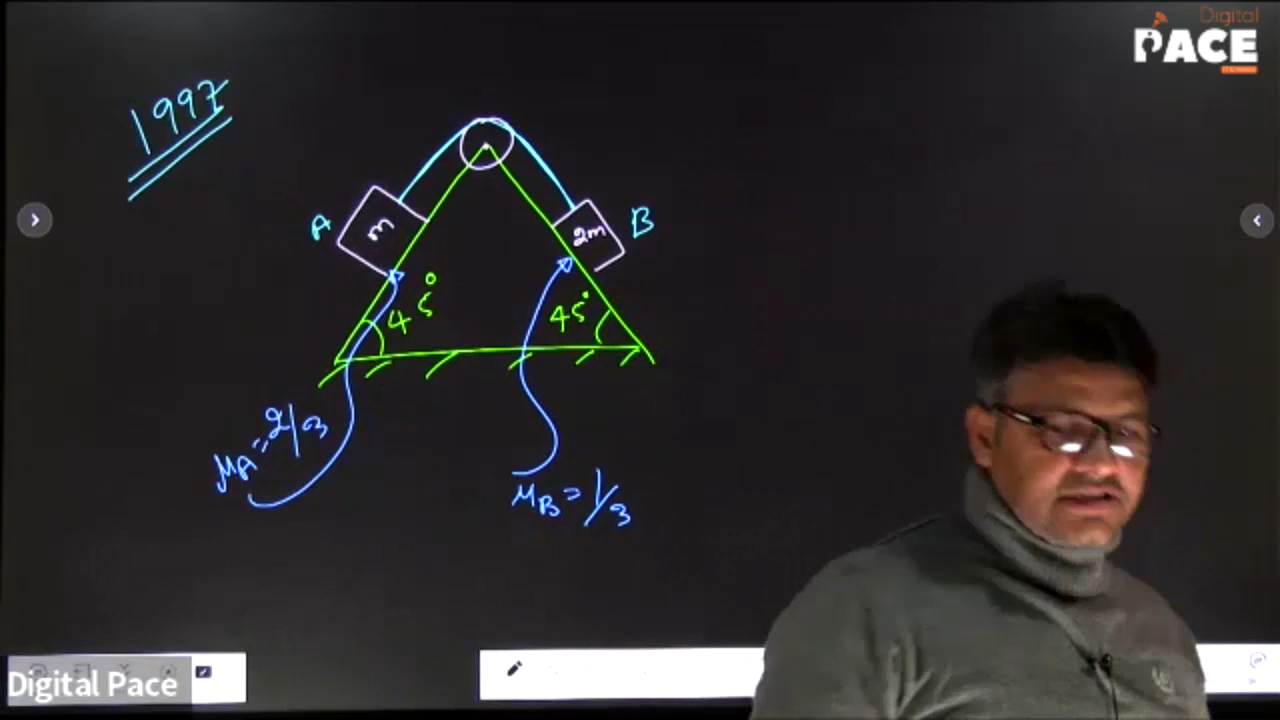 Digital
PACE
1997
A
m
2m
B
45°
45°
μA = 2/3
μB = 1/3
Digital Pace